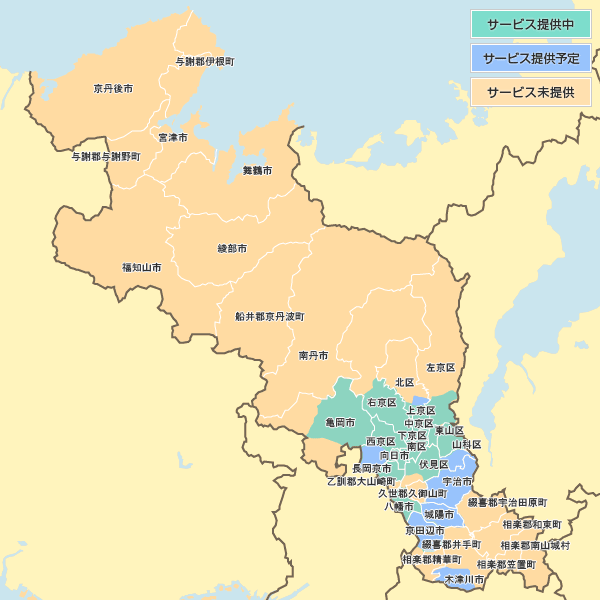 サービス提供中
サービス提供予定
サービス未提供
与謝郡伊根町
京丹後市
宮津市
与謝郡与謝野町
舞鶴市
綾部市
福知山市
船井郡京丹波町
南丹市
左京区
北区
右京区
上京区
亀岡市
中京区
東山区
下京区
西京区
南区
山科区
向日市
伏見区
長岡京市
乙訓郡大山崎町
宇治市
久世郡久御山町
綴喜郡宇治田原町
八幡市
城陽市
相楽郡和束町
京田辺市
綴喜郡井手町
相楽郡南山城村
相楽郡精華町
相楽郡笠置町
木津川市